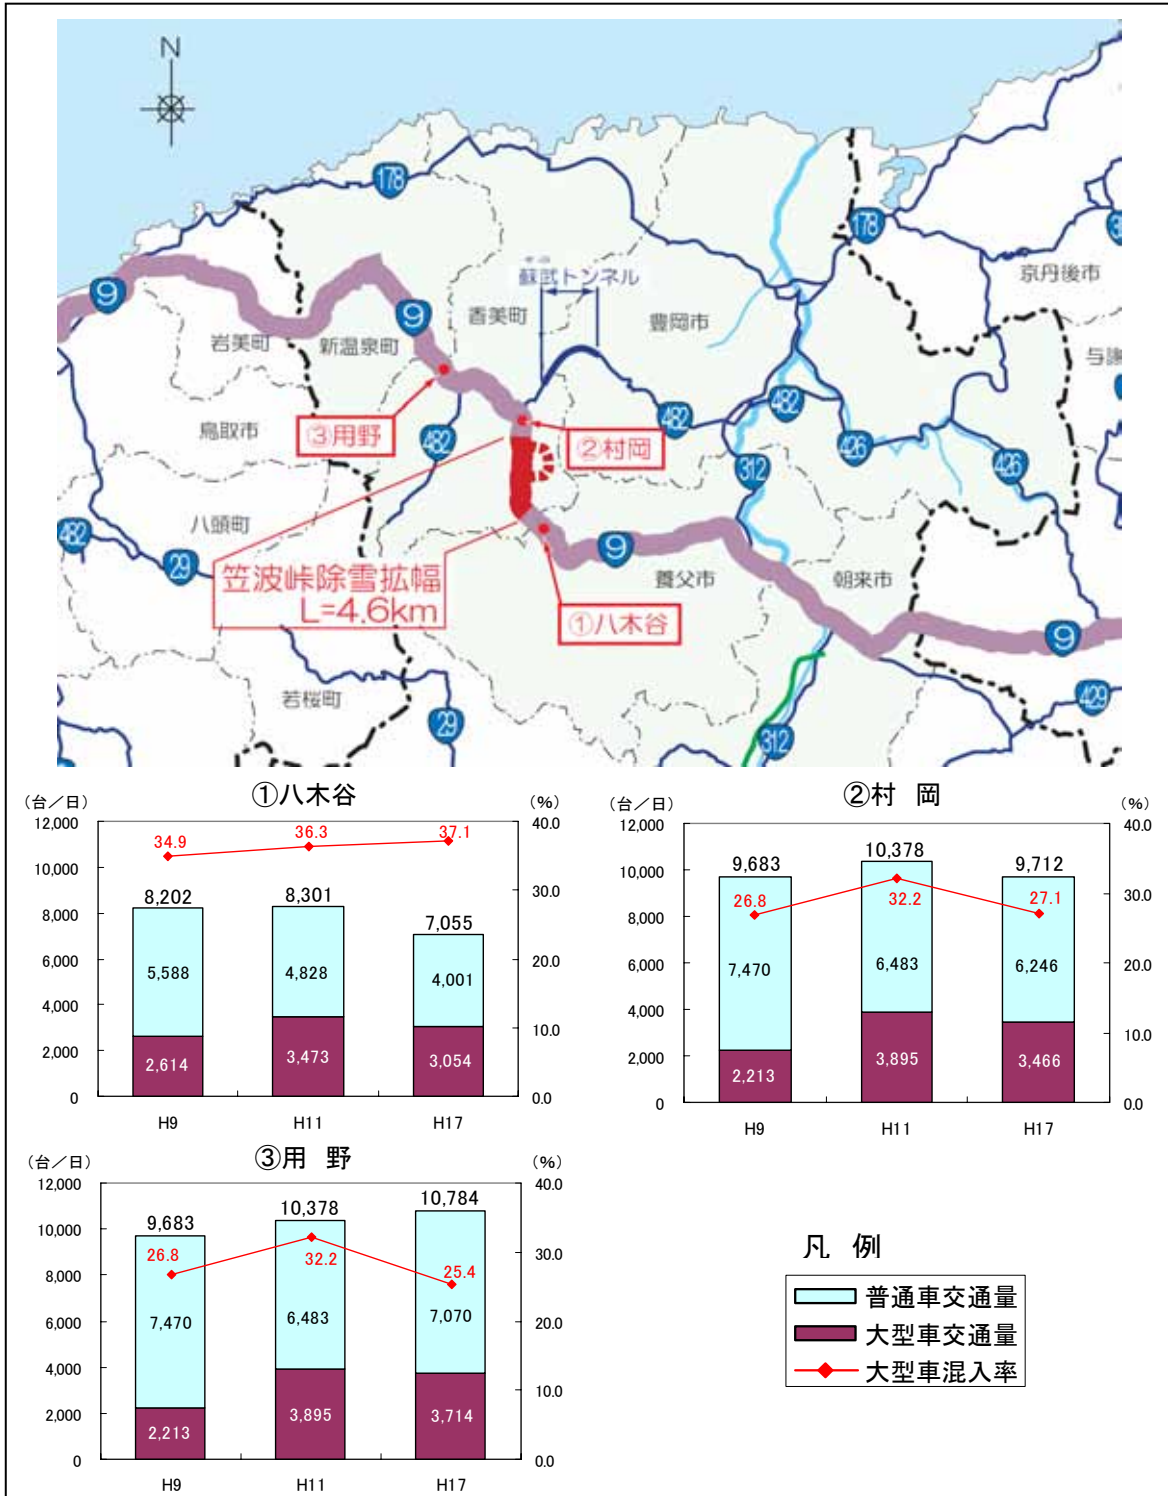 N
178
178
9
蘇武トンネル
香美町
豊岡市
京丹後市
岩美町
新温泉町
9
鳥取市
③用野
482
②村岡
482
482
426
426
312
八頭町
482
29
笠波峠除雪拡幅
L=4.6km
9
養父市
朝来市
①八木谷
9
若桜町
29
312
429
①八木谷
(台/日)
(%)
12,000
10,000
8,000
6,000
4,000
2,000
0
40.0
30.0
20.0
10.0
0.0
34.9
36.3
37.1
8,202
8,301
7,055
5,588
4,828
4,001
2,614
3,473
3,054
H9
H11
H17
②村 岡
(台/日)
(%)
12,000
10,000
8,000
6,000
4,000
2,000
0
40.0
30.0
20.0
10.0
0.0
9,683
10,378
9,712
26.8
32.2
27.1
7,470
6,483
6,246
2,213
3,895
3,466
H9
H11
H17
③用 野
(台/日)
(%)
12,000
10,000
8,000
6,000
4,000
2,000
0
40.0
30.0
20.0
10.0
0.0
9,683
10,378
10,784
26.8
32.2
25.4
7,470
6,483
7,070
2,213
3,895
3,714
H9
H11
H17
凡 例
普通車交通量
大型車交通量
大型車混入率